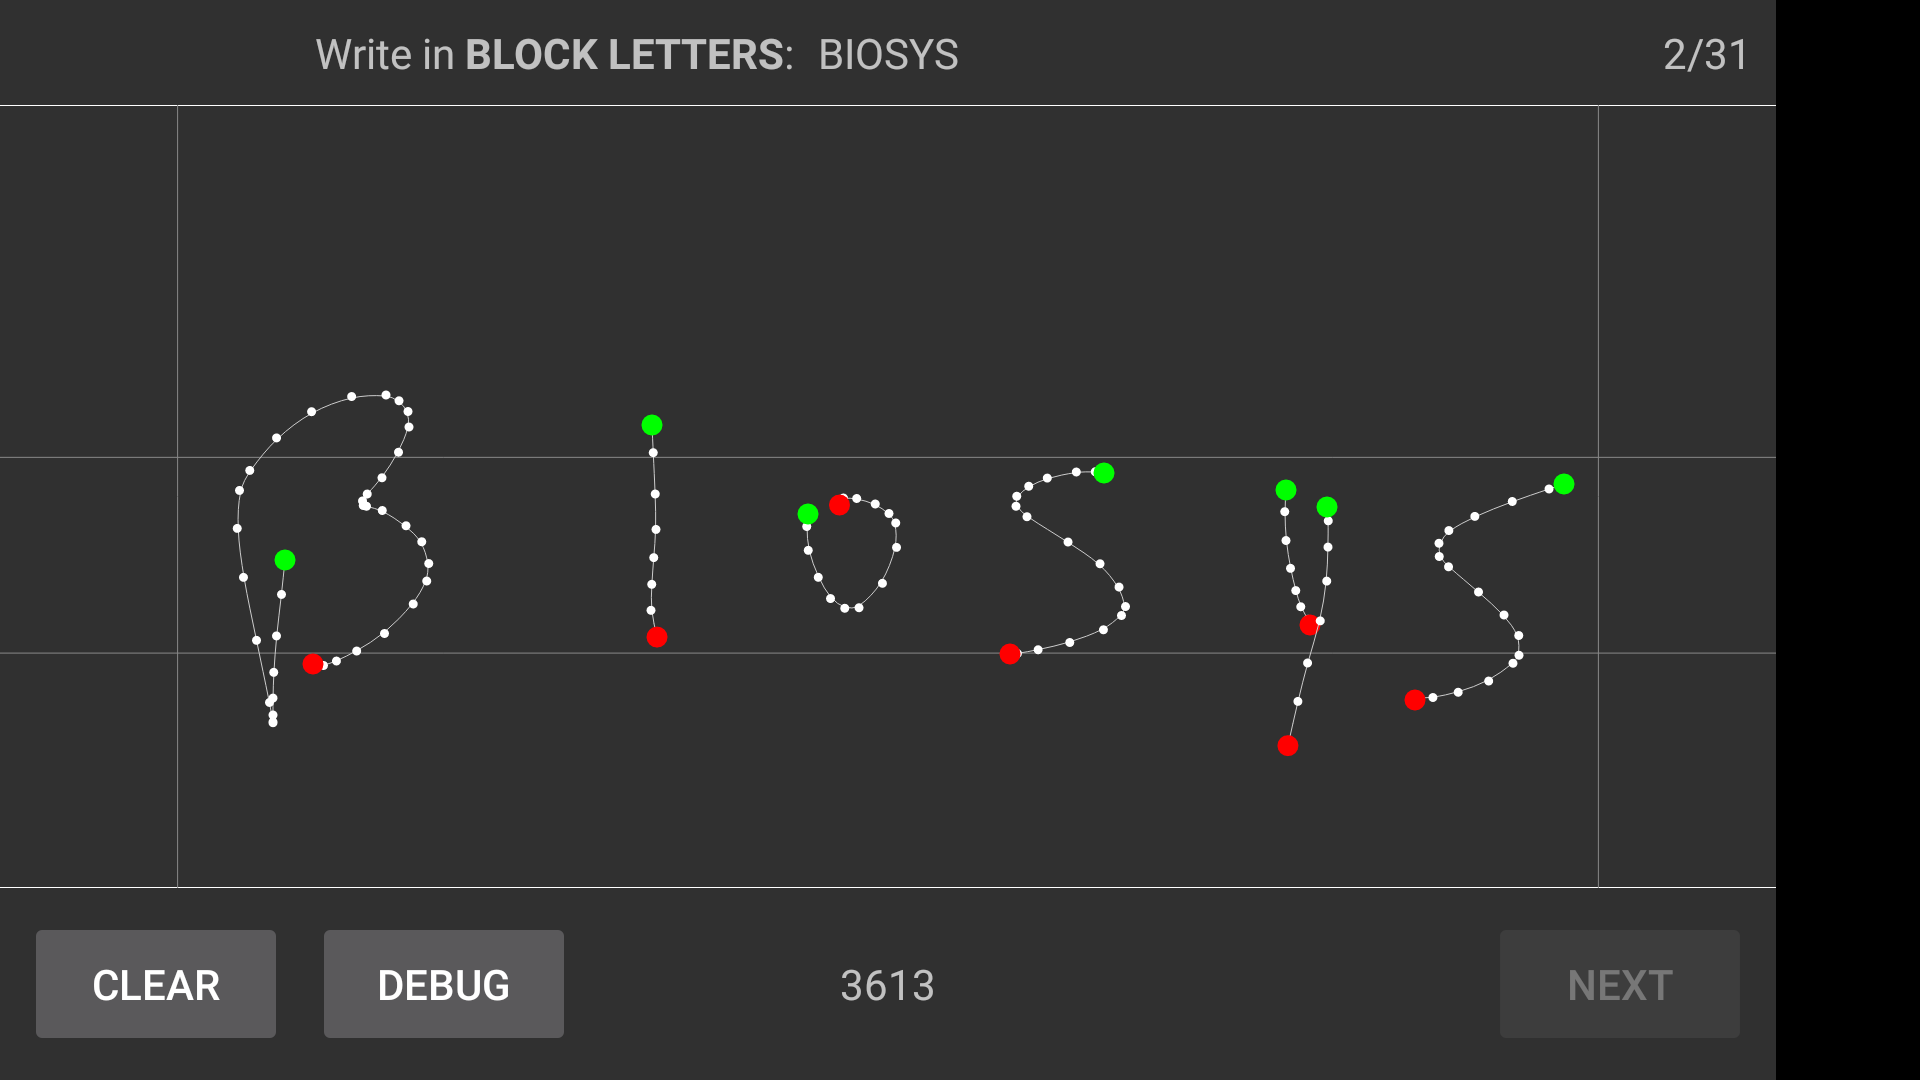 Write in BLOCK LETTERS: BIOSYS 2/31
BIOSYS
CLEAR DEBUG 3613 NEXT